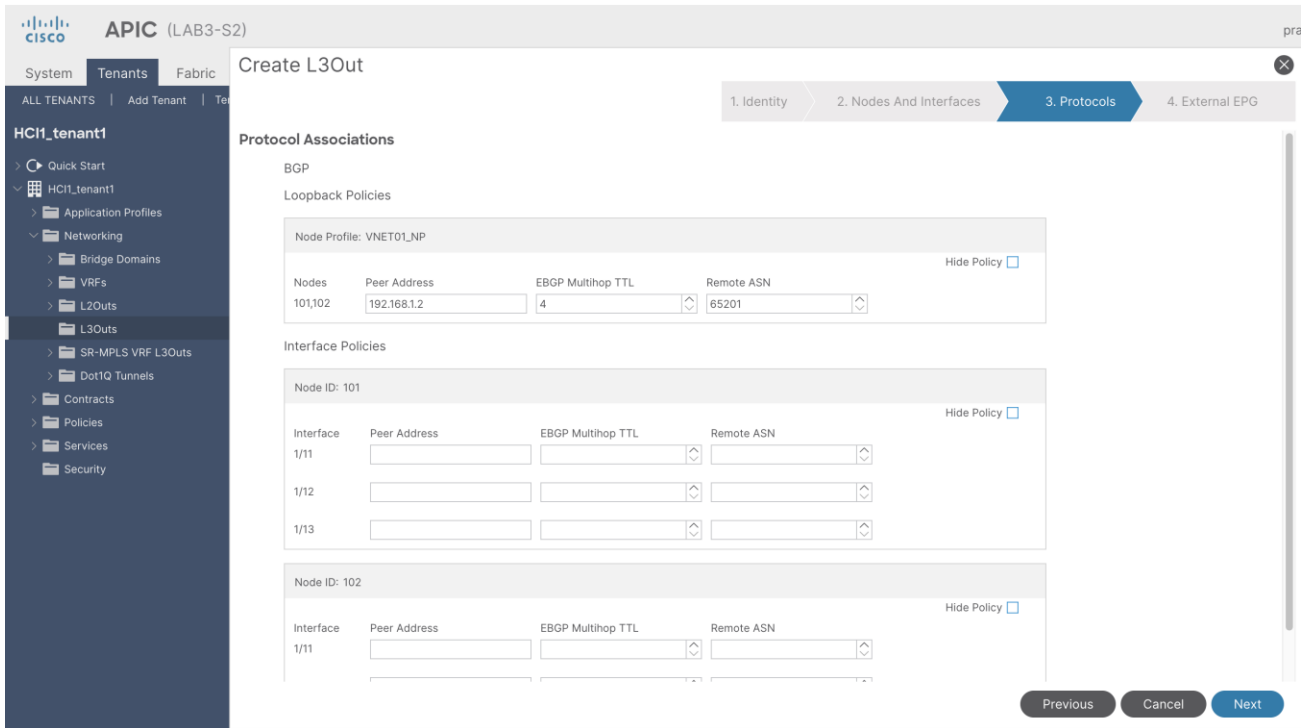 CISCO
APIC (LAB3-S2)
pra
System Tenants Fabric
ALL TENANTS | Add Tenant | Te
HCI1_tenant1
Quick Start
HCI1_tenant1
Application Profiles
Networking
Bridge Domains
VRFs
L2Outs
L3Outs
SR-MPLS VRF L3Outs
Dot1Q Tunnels
Contracts
Policies
Services
Security
Create L3Out
1. Identity 2. Nodes And Interfaces 3. Protocols 4. External EPG
Protocol Associations
BGP
Loopback Policies
Node Profile: VNET01_NP
Hide Policy
Nodes Peer Address EBGP Multihop TTL Remote ASN
101,102 192.168.1.2 4 65201
Interface Policies
Node ID: 101
Hide Policy
Interface Peer Address EBGP Multihop TTL Remote ASN
1/11
1/12
1/13
Node ID: 102
Hide Policy
Interface Peer Address EBGP Multihop TTL Remote ASN
1/11
Previous Cancel Next